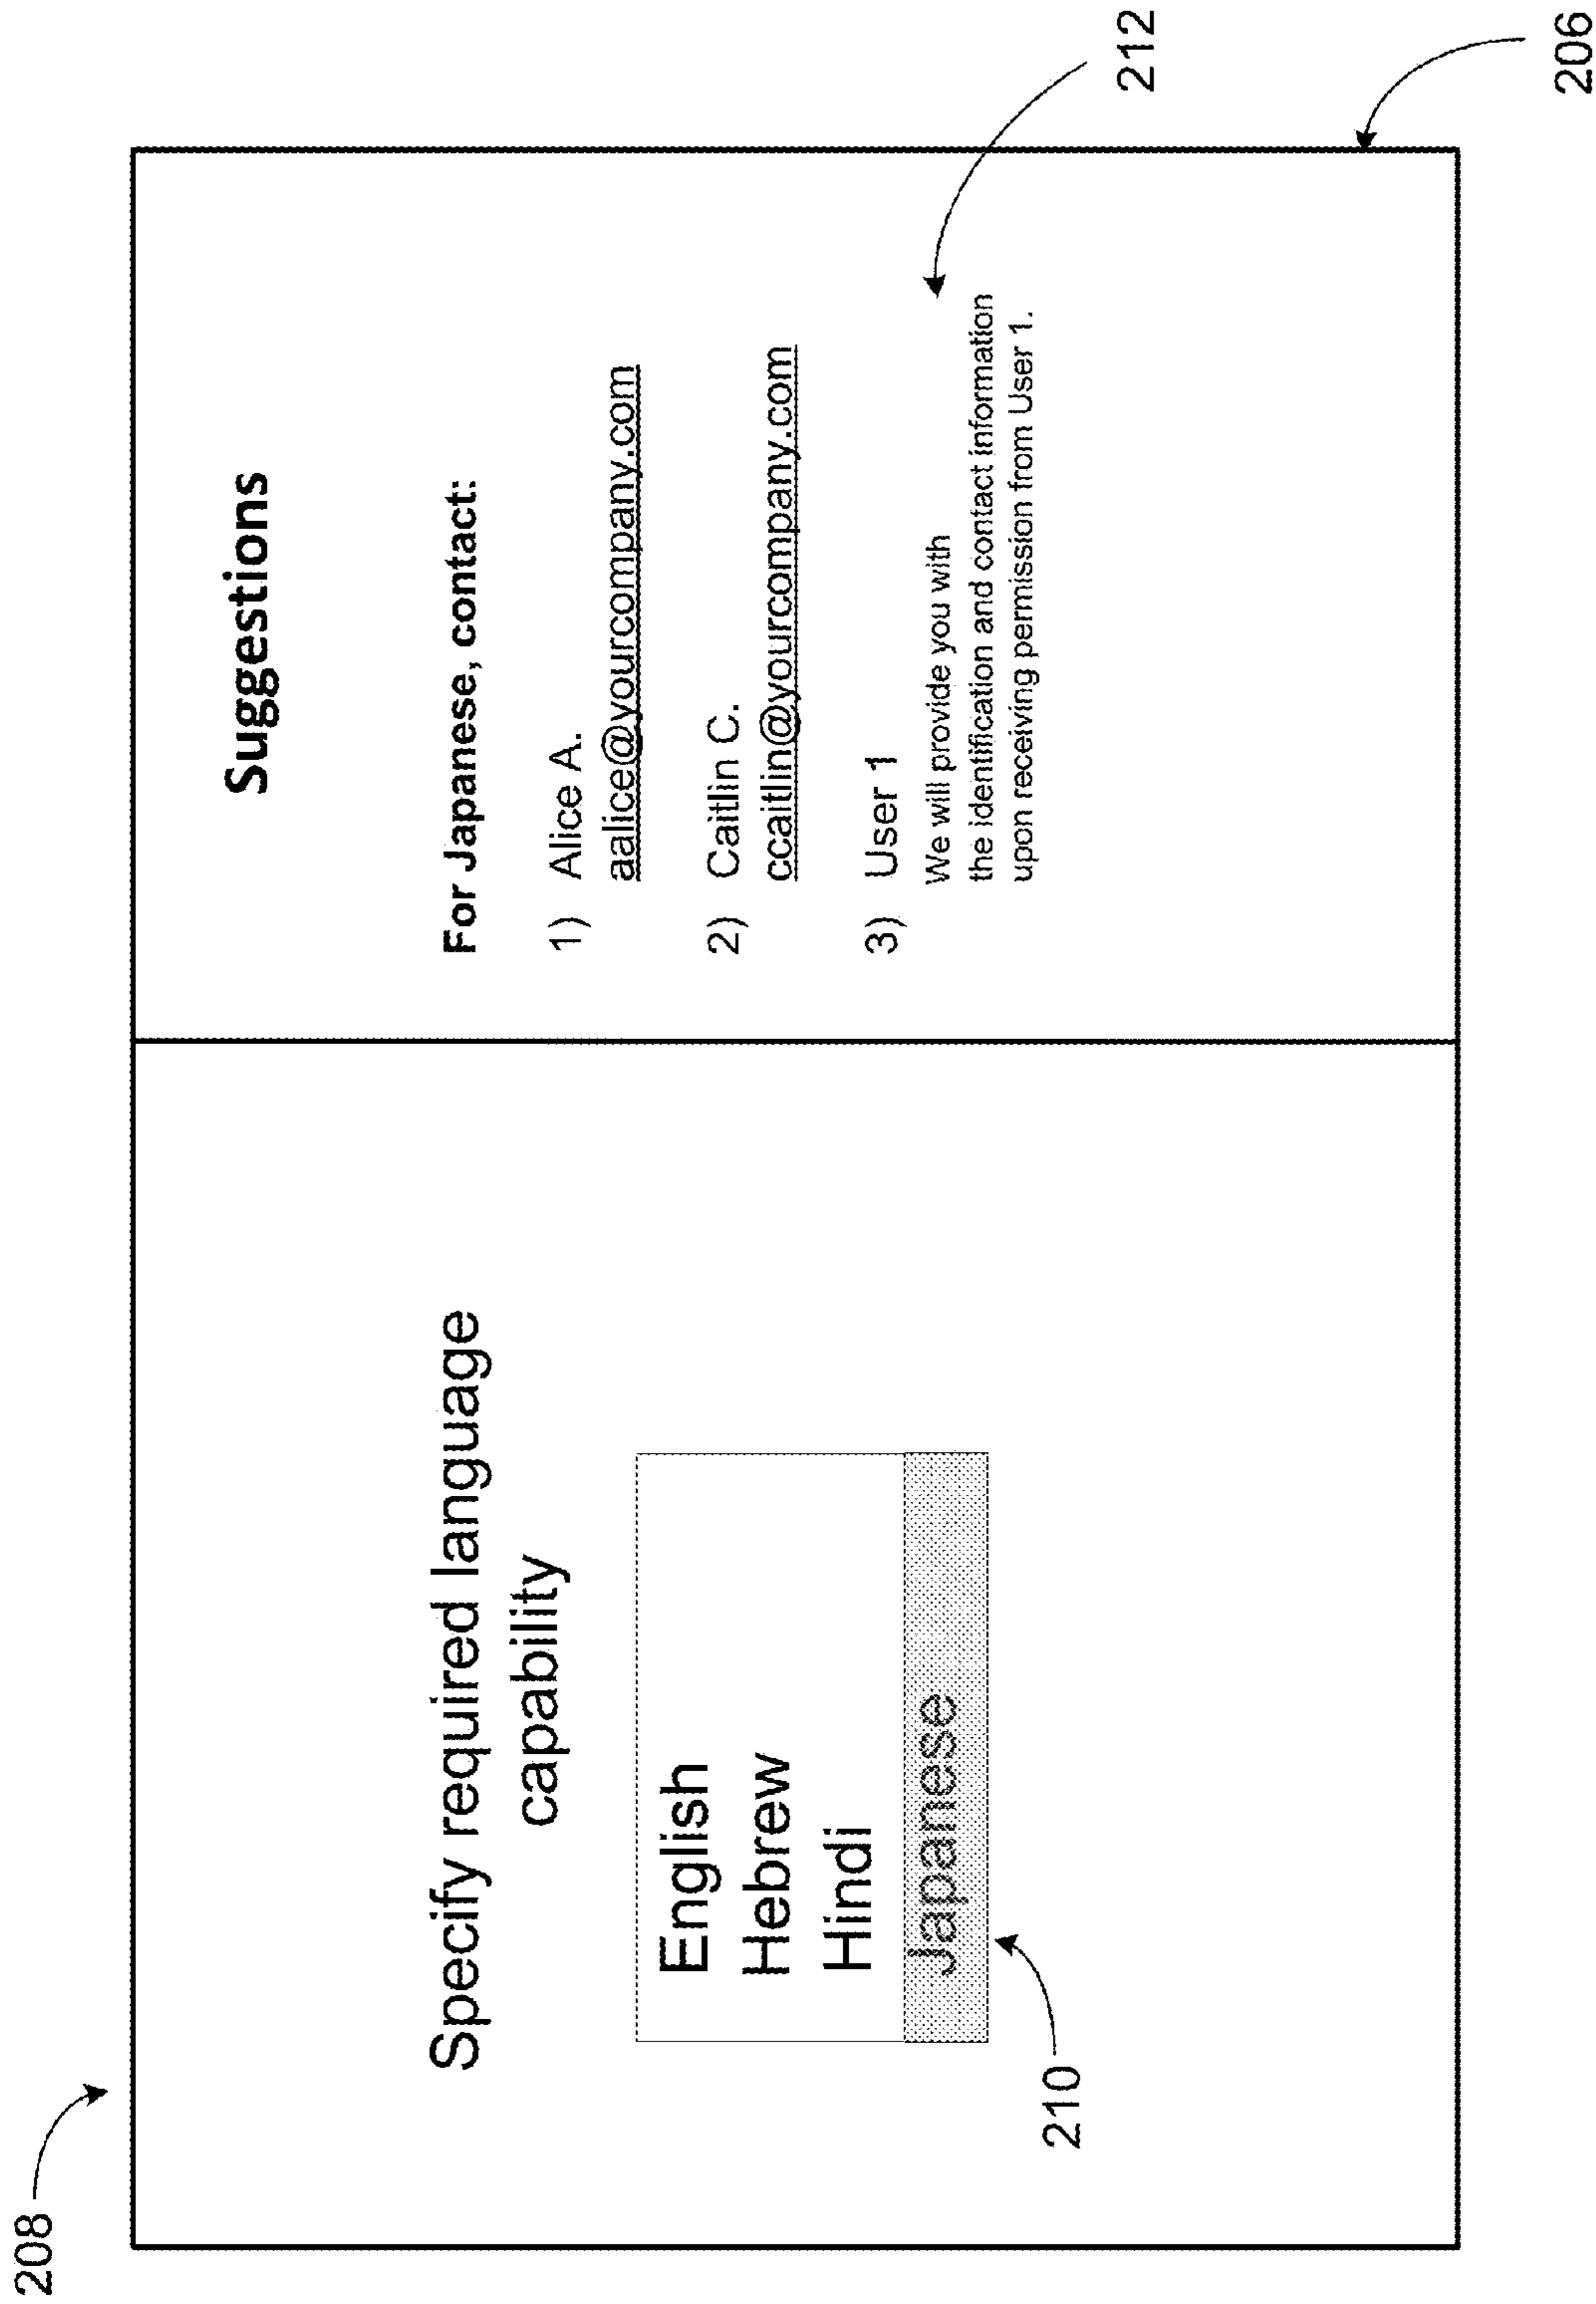 208
Specify required language
capability
English
Hebrew
Hindi
Japanese
210
Suggestions
For Japanese, contact:
1) Alice A.
aalice@yourcompany.com
2) Caitlin C.
ccaitlin@yourcompany.com
3) User 1
We will provide you with
the identification and contact information
upon receiving permission from User 1.
212
206